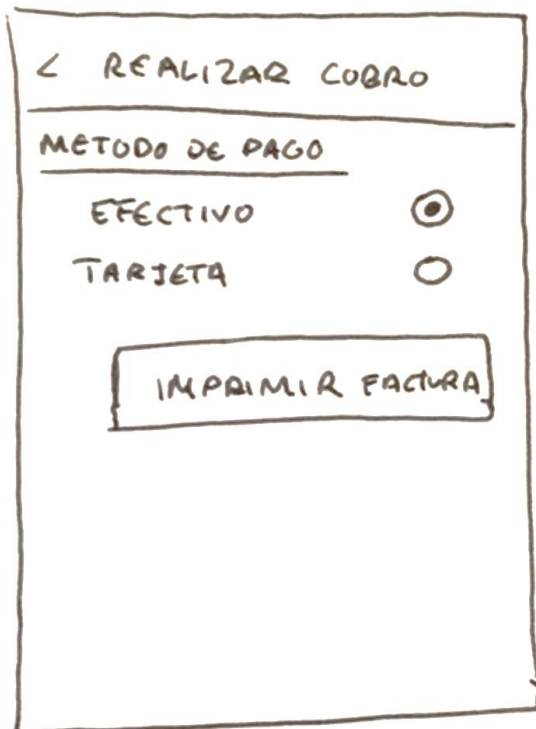 < REALIZAR COBRO
METODO DE PAGO
EFECTIVO
TARJETA
IMPRIMIR FACTURA